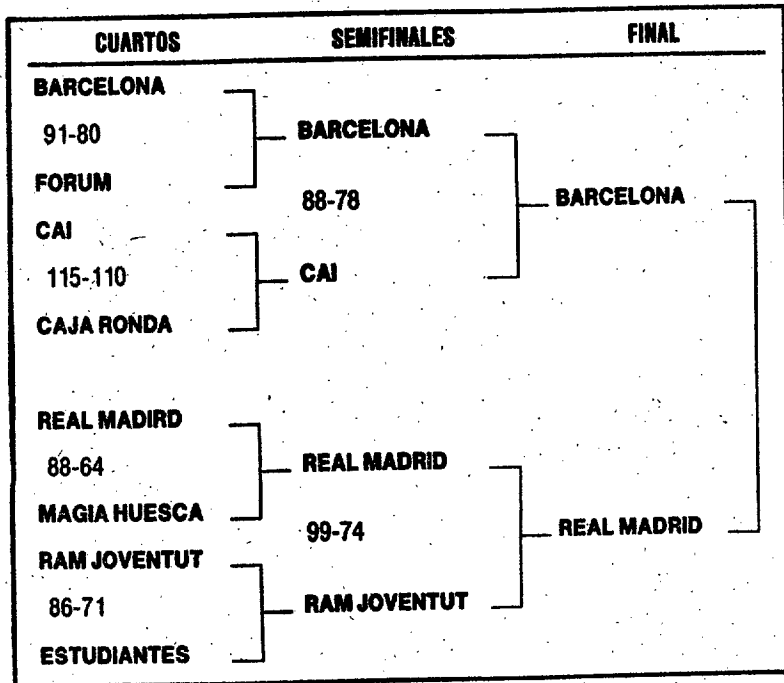 CUARTOS SEMIFINALES FINAL
BARCELONA
91-80
FORUM
CAI
115-110
CAJA RONDA
REAL MADIRD
88-64
MAGIA HUESCA
RAM JOVENTUT
86-71
ESTUDIANTES
BARCELONA
88-78
CAI
REAL MADRID
99-74
RAM JOVENTUT
BARCELONA
REAL MADRID